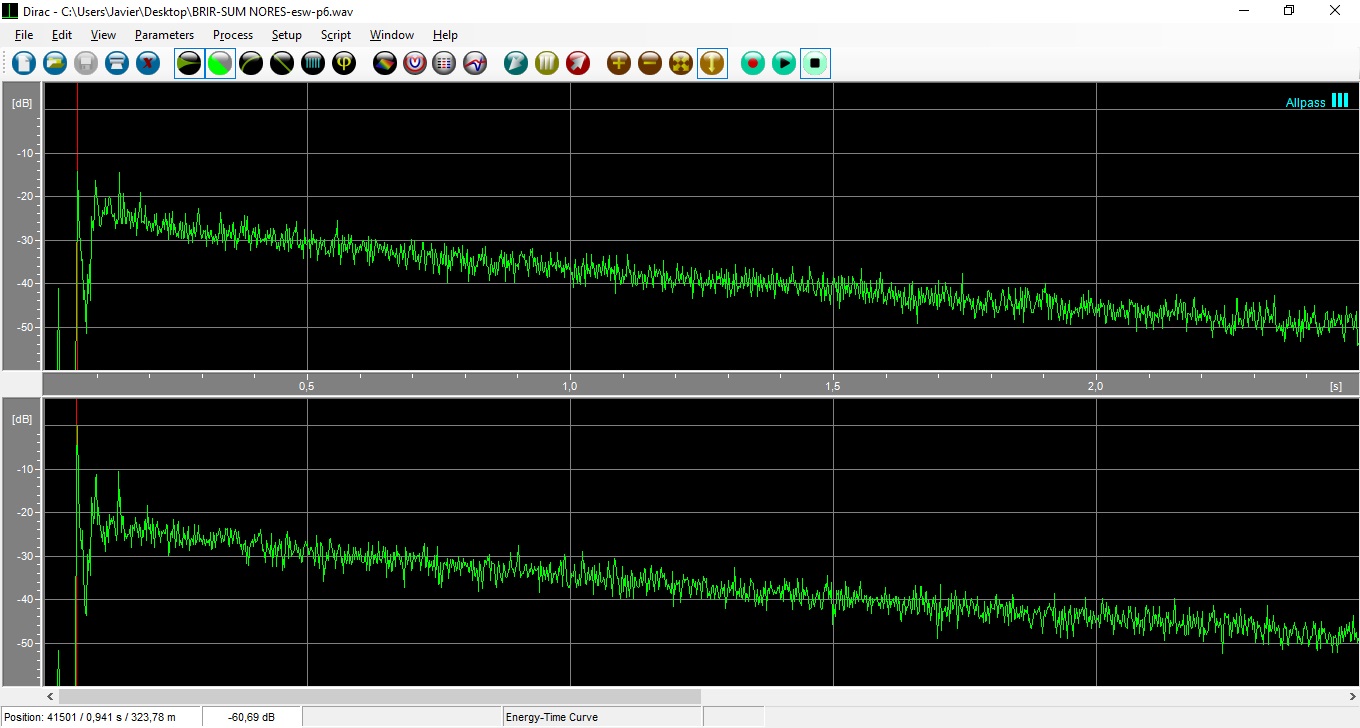 Dirac - C:\Users\Javier\Desktop\BRIR-SUM NORES-esw-p6.wav
File Edit View Parameters Process Setup Script Window Help
[dB]
Allpass
-10
-20
-30
-40
-50
0,5 1,0 1,5 2,0 [s]
[dB]
-10
-20
-30
-40
-50
Position: 41501 / 0,941 s / 323,78 m -60,69 dB Energy-Time Curve